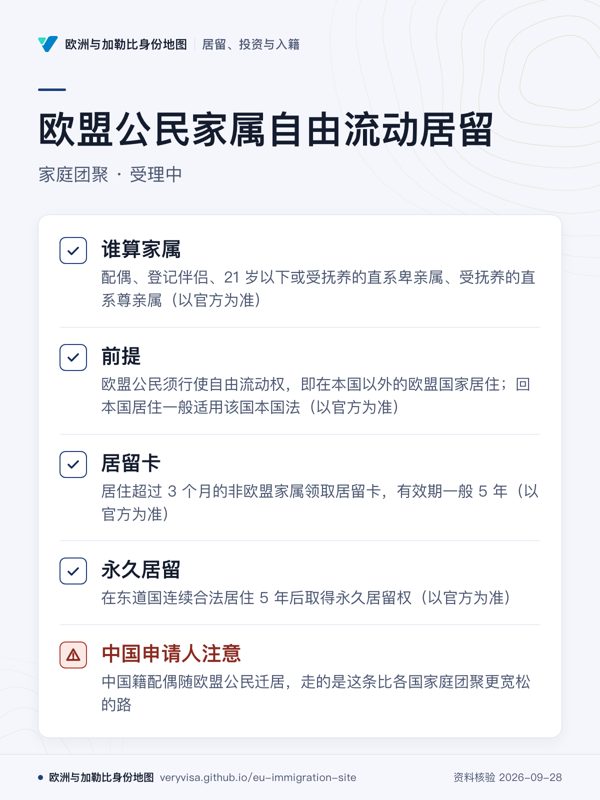 欧洲与加勒比身份地图 居留、投资与入籍
欧盟公民家属自由流动居留
家庭团聚 · 受理中
谁算家属
配偶、登记伴侣、21 岁以下或受抚养的直系卑亲属、受抚养的直
系尊亲属（以官方为准）
前提
欧盟公民须行使自由流动权，即在本国以外的欧盟国家居住；回
本国居住一般适用该国本国法（以官方为准）
居留卡
居住超过 3 个月的非欧盟家属领取居留卡，有效期一般 5 年（以
官方为准）
永久居留
在东道国连续合法居住 5 年后取得永久居留权（以官方为准）
中国申请人注意
中国籍配偶随欧盟公民迁居，走的是这条比各国家庭团聚更宽松
的路
欧洲与加勒比身份地图 veryvisa.github.io/eu-immigration-site 资料核验 2026-09-28